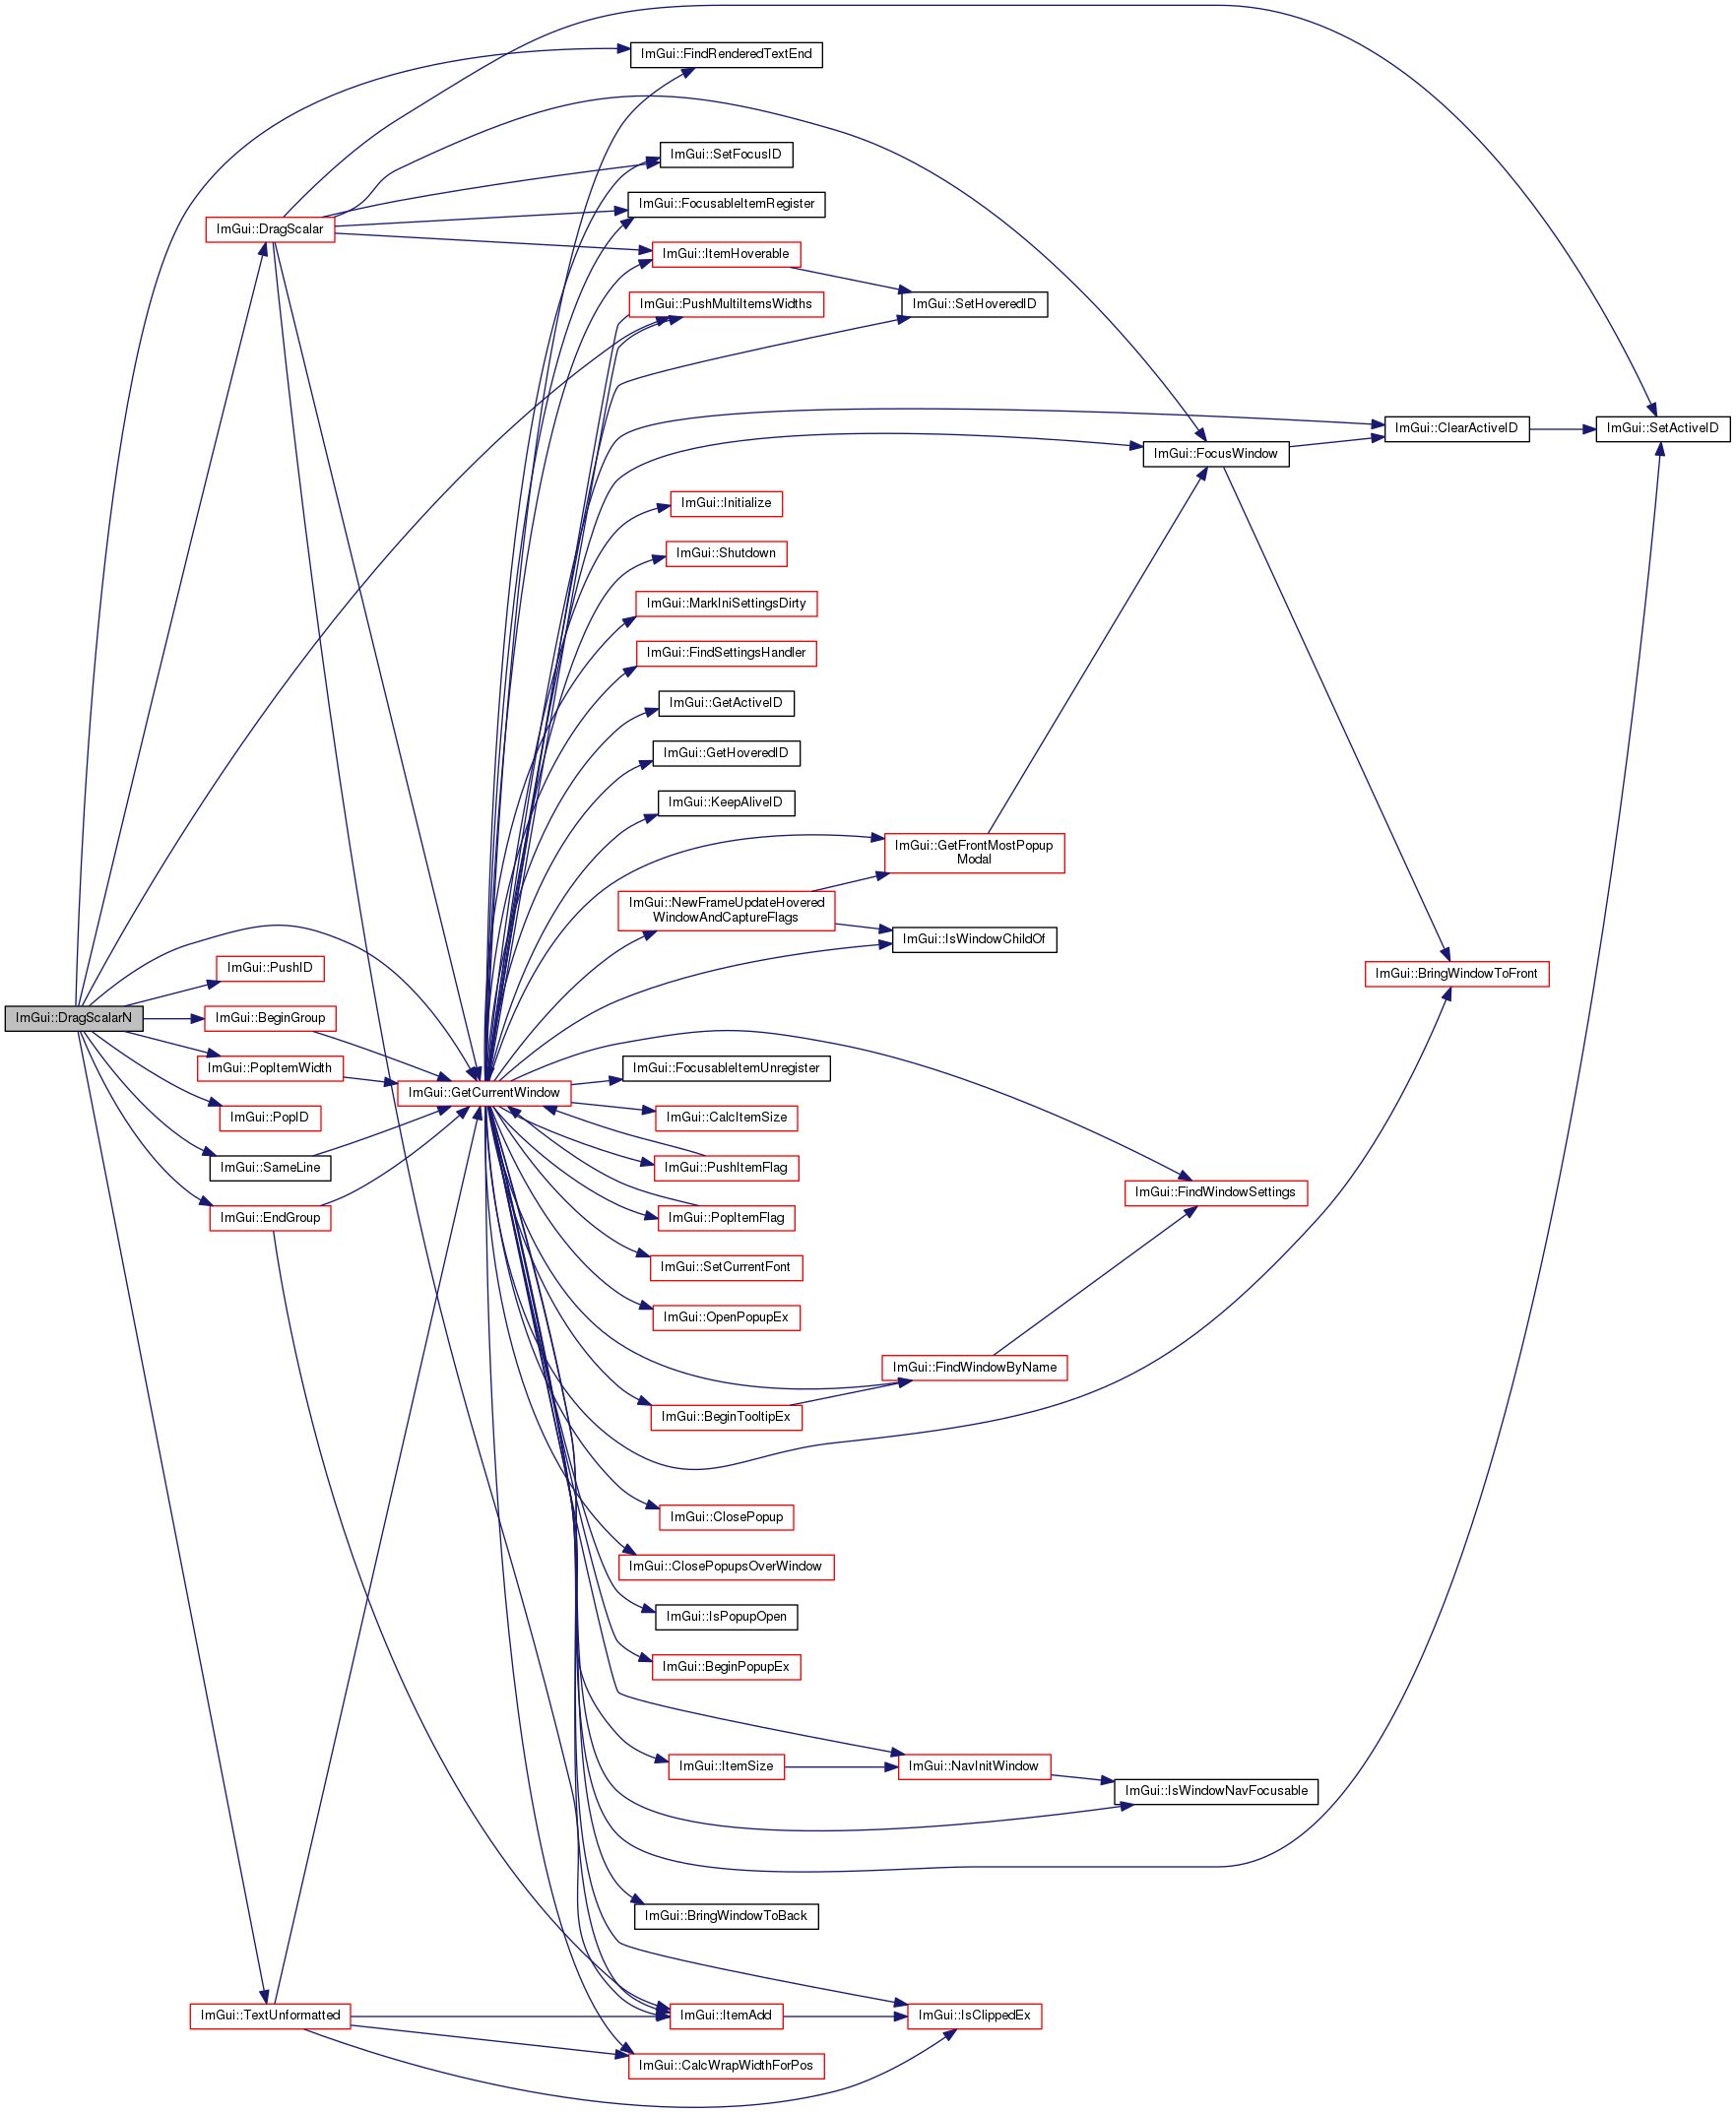 ImGui::FindRenderedTextEnd
ImGui::SetFocusID
ImGui::FocusableItemRegister
ImGui::DragScalar
ImGui::ItemHoverable
ImGui::PushMultiItemsWidths
ImGui::SetHoveredID
ImGui::ClearActiveID
ImGui::SetActiveID
ImGui::FocusWindow
ImGui::Initialize
ImGui::Shutdown
ImGui::MarkIniSettingsDirty
ImGui::FindSettingsHandler
ImGui::GetActiveID
ImGui::GetHoveredID
ImGui::KeepAliveID
ImGui::GetFrontMostPopup
Modal
ImGui::NewFrameUpdateHovered
WindowAndCaptureFlags
ImGui::IsWindowChildOf
ImGui::PushID
ImGui::BringWindowToFront
ImGui::DragScalarN
ImGui::BeginGroup
ImGui::PopItemWidth
ImGui::FocusableItemUnregister
ImGui::GetCurrentWindow
ImGui::PopID
ImGui::CalcItemSize
ImGui::SameLine
ImGui::PushItemFlag
ImGui::FindWindowSettings
ImGui::EndGroup
ImGui::PopItemFlag
ImGui::SetCurrentFont
ImGui::OpenPopupEx
ImGui::FindWindowByName
ImGui::BeginTooltipEx
ImGui::ClosePopup
ImGui::ClosePopupsOverWindow
ImGui::IsPopupOpen
ImGui::BeginPopupEx
ImGui::ItemSize
ImGui::NavInitWindow
ImGui::IsWindowNavFocusable
ImGui::BringWindowToBack
ImGui::TextUnformatted
ImGui::ItemAdd
ImGui::IsClippedEx
ImGui::CalcWrapWidthForPos